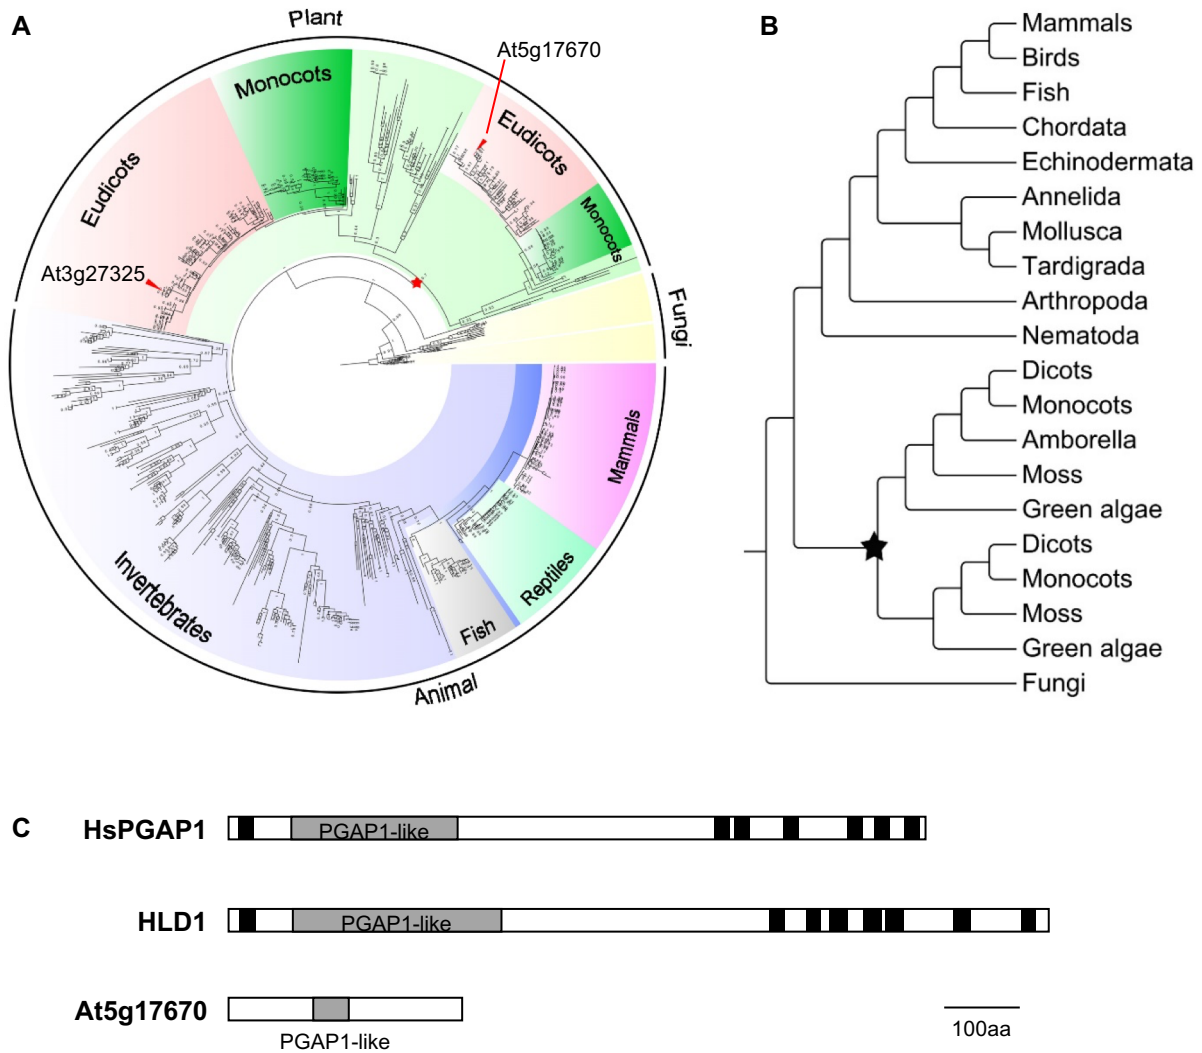 A
Plant
At5g17670
Monocots
Eudicots
Eudicots
Monocots
At3g27325
Fungi
Mammals
Reptiles
Fish
Invertebrates
Animal
B
Mammals
Birds
Fish
Chordata
Echinodermata
Annelida
Mollusca
Tardigrada
Arthropoda
Nematoda
Dicots
Monocots
Amborella
Moss
Green algae
Dicots
Monocots
Moss
Green algae
Fungi
C
HsPGAP1
PGAP1-like
HLD1
PGAP1-like
At5g17670
PGAP1-like
100aa